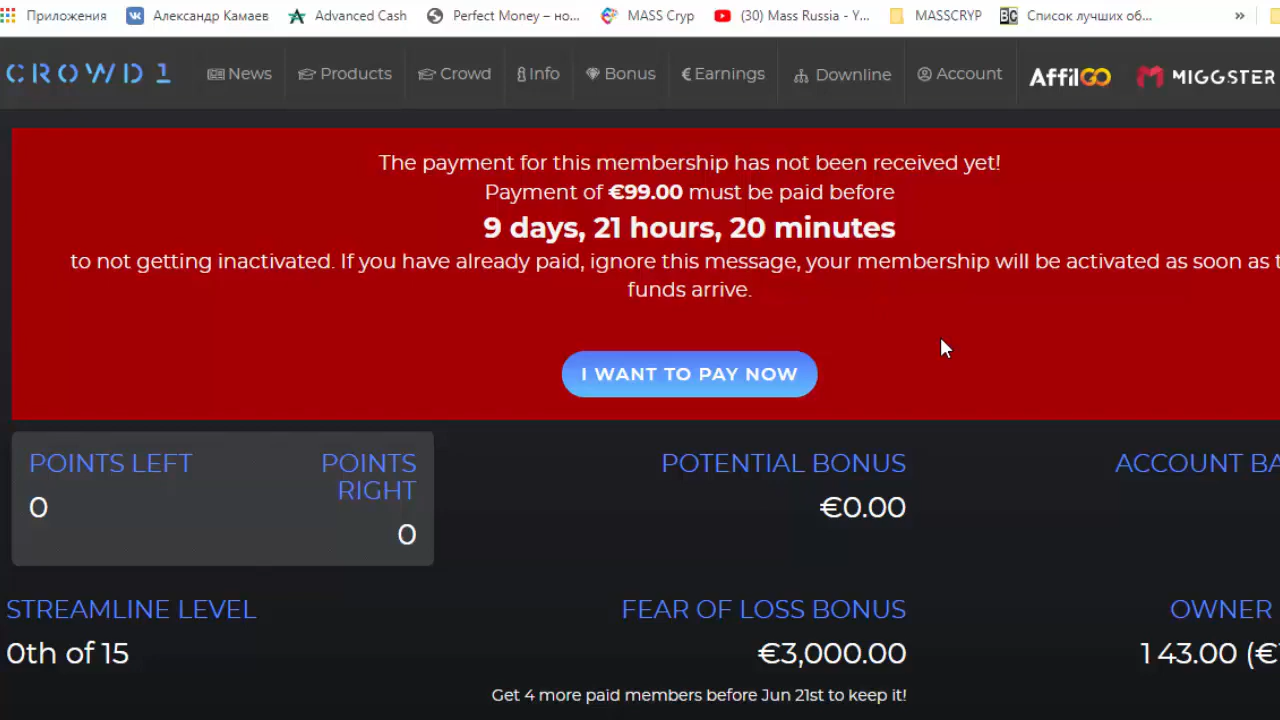 Приложения Александр Камаев Advanced Cash Perfect Money – но... MASS Cryp (30) Mass Russia - Y... MASSCRYP Список лучших об... »
CROWD1 News Products Crowd Info Bonus €Earnings Downline Account AffilGO MIGGSTER
The payment for this membership has not been received yet!
Payment of €99.00 must be paid before
9 days, 21 hours, 20 minutes
to not getting inactivated. If you have already paid, ignore this message, your membership will be activated as soon as t
funds arrive.
I WANT TO PAY NOW
POINTS LEFT
0
POINTS
RIGHT
0
POTENTIAL BONUS
€0.00
ACCOUNT BA
STREAMLINE LEVEL
0th of 15
FEAR OF LOSS BONUS
€3,000.00
Get 4 more paid members before Jun 21st to keep it!
OWNER
143.00 (€